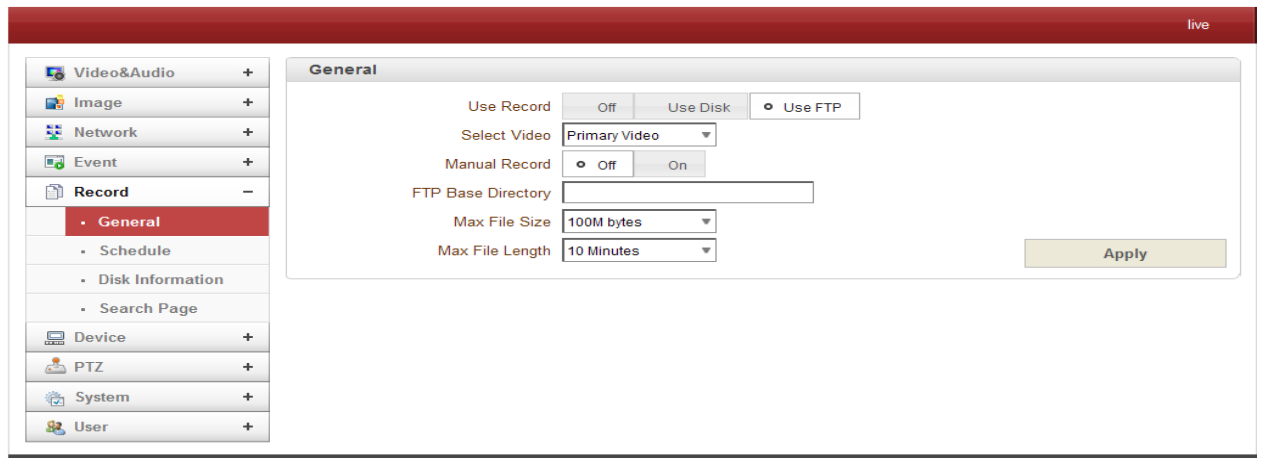 live
Video&Audio +
Image +
Network +
Event +
Record −
General
Schedule
Disk Information
Search Page
Device +
PTZ +
System +
User +
General
Use Record Off Use Disk Use FTP
Select Video Primary Video
Manual Record Off On
FTP Base Directory
Max File Size 100M bytes
Max File Length 10 Minutes
Apply